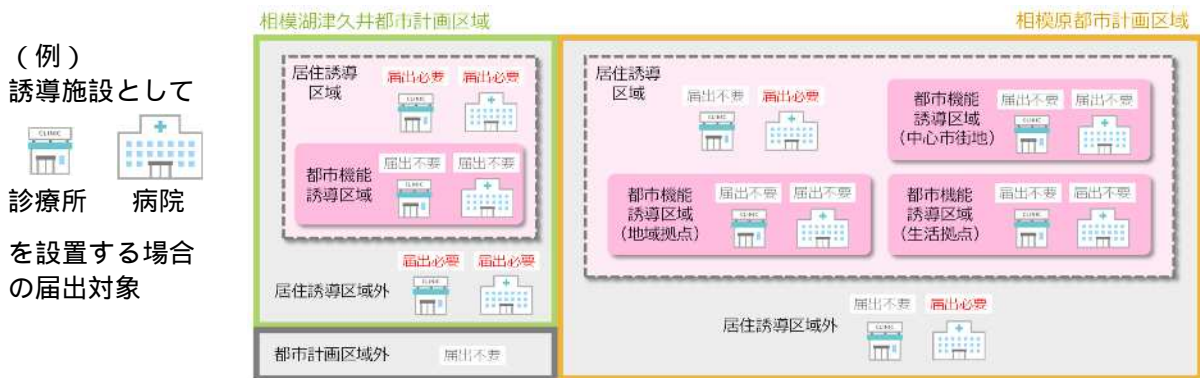 (例)
誘導施設として
CLINIC
診療所 病院
を設置する場合
の届出対象
相模湖津久井都市計画区域
居住誘導
区域
届出必要 届出必要
CLINIC
都市機能
誘導区域
届出不要 届出不要
CLINIC
届出必要 届出必要
居住誘導区域外
CLINIC
都市計画区域外 届出不要
相模原都市計画区域
居住誘導
区域
届出不要 届出必要
CLINIC
都市機能
誘導区域
(中心市街地)
届出不要 届出不要
CLINIC
都市機能
誘導区域
(地域拠点)
届出不要 届出不要
CLINIC
都市機能
誘導区域
(生活拠点)
届出不要 届出不要
CLINIC
届出不要 届出必要
居住誘導区域外
CLINIC